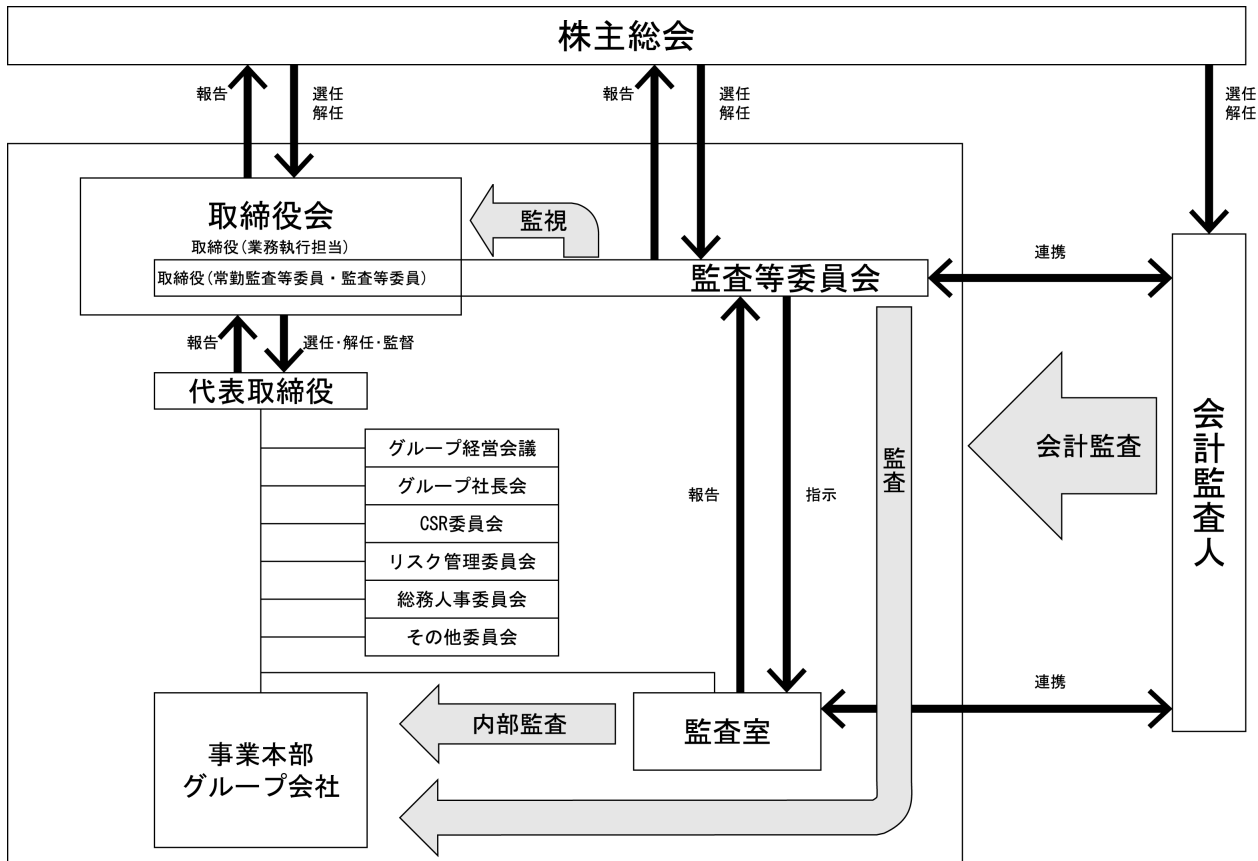 株主総会
報告
選任
解任
報告
選任
解任
選任
解任
取締役会
取締役(業務執行担当)
取締役(常勤監査等委員・監査等委員)
監視
監査等委員会
連携
報告
選任・解任・監督
代表取締役
グループ経営会議
グループ社長会
CSR委員会
リスク管理委員会
総務人事委員会
その他委員会
報告
指示
監査
会計監査
会計監査人
連携
内部監査
監査室
事業本部
グループ会社